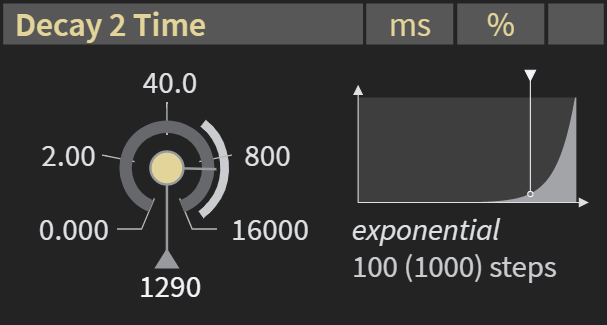 Decay 2 Time ms %
40.0
2.00 800
0.000 16000
1290
exponential
100 (1000) steps